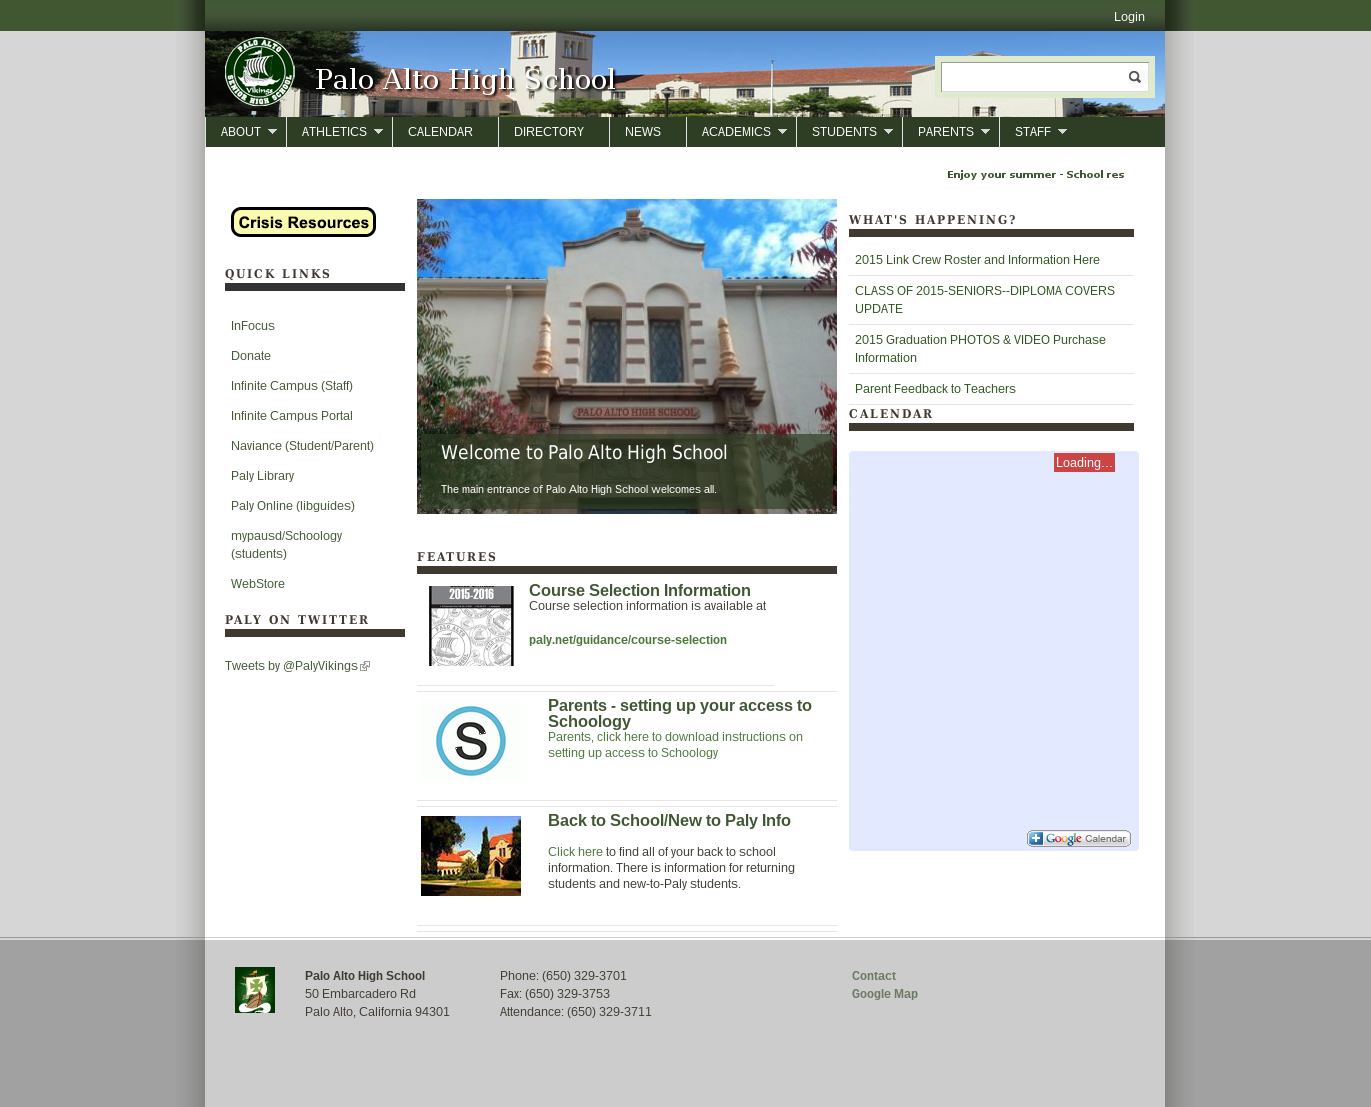 Login
PALO ALTO
Vikings
SENIOR HIGH SCHOOL
Palo Alto High School
ABOUT
ATHLETICS
CALENDAR
DIRECTORY
NEWS
ACADEMICS
STUDENTS
PARENTS
STAFF
Enjoy your summer - School res
Crisis Resources
QUICK LINKS
InFocus
Donate
Infinite Campus (Staff)
Infinite Campus Portal
Naviance (Student/Parent)
Paly Library
Paly Online (libguides)
mypausd/Schoology
(students)
WebStore
PALY ON TWITTER
Tweets by @PalyVikings
PALO ALTO HIGH SCHOOL
Welcome to Palo Alto High School
The main entrance of Palo Alto High School welcomes all.
FEATURES
2015-2016
Course Selection Information
Course selection information is available at
paly.net/guidance/course-selection
S
Parents - setting up your access to
Schoology
Parents, click here to download instructions on
setting up access to Schoology
Back to School/New to Paly Info
Click here to find all of your back to school
information. There is information for returning
students and new-to-Paly students.
WHAT'S HAPPENING?
2015 Link Crew Roster and Information Here
CLASS OF 2015-SENIORS--DIPLOMA COVERS
UPDATE
2015 Graduation PHOTOS & VIDEO Purchase
Information
Parent Feedback to Teachers
CALENDAR
Loading...
Google Calendar
Palo Alto High School
50 Embarcadero Rd
Palo Alto, California 94301
Phone: (650) 329-3701
Fax: (650) 329-3753
Attendance: (650) 329-3711
Contact
Google Map